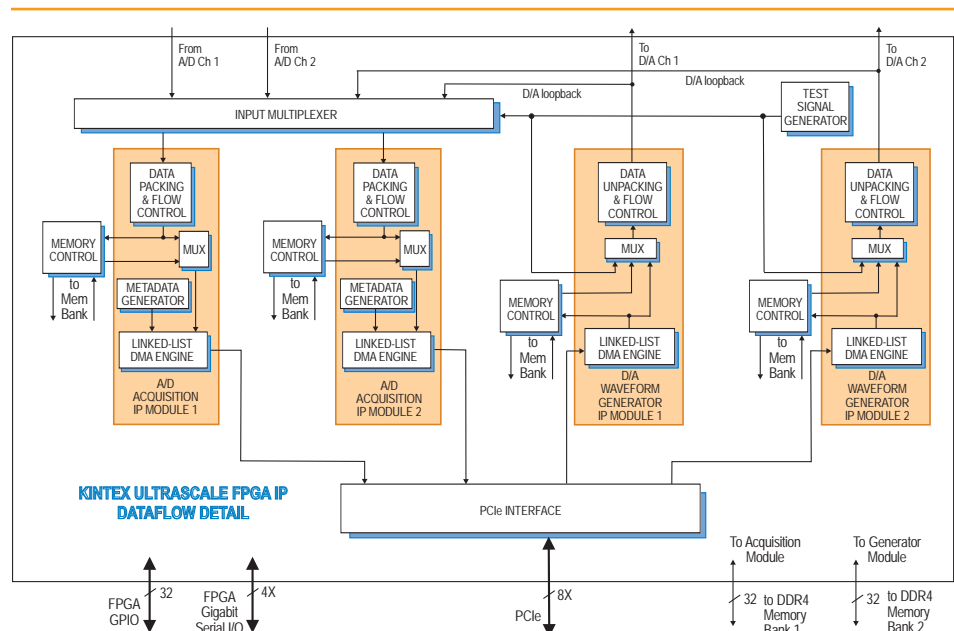 From
A/D Ch 1
From
A/D Ch 2
To
D/A Ch 1
To
D/A Ch 2
D/A loopback
D/A loopback
INPUT MULTIPLEXER
TEST
SIGNAL
GENERATOR
DATA
PACKING
& FLOW
CONTROL
MEMORY
CONTROL
MUX
to
Mem
Bank
METADATA
GENERATOR
LINKED-LIST
DMA ENGINE
A/D
ACQUISITION
IP MODULE 1
DATA
PACKING
& FLOW
CONTROL
MEMORY
CONTROL
MUX
to
Mem
Bank
METADATA
GENERATOR
LINKED-LIST
DMA ENGINE
A/D
ACQUISITION
IP MODULE 2
DATA
UNPACKING
& FLOW
CONTROL
MUX
MEMORY
CONTROL
to
Mem
Bank
LINKED-LIST
DMA ENGINE
D/A
WAVEFORM
GENERATOR
IP MODULE 1
DATA
UNPACKING
& FLOW
CONTROL
MUX
MEMORY
CONTROL
to
Mem
Bank
LINKED-LIST
DMA ENGINE
D/A
WAVEFORM
GENERATOR
IP MODULE 2
KINTEX ULTRASCALE FPGA IP
DATAFLOW DETAIL
PCIe INTERFACE
To Acquisition
Module
To Generator
Module
32
FPGA
GPIO
4X
FPGA
Gigabit
Serial I/O
8X
PCIe
32
to DDR4
Memory
Bank 1
32
to DDR4
Memory
Bank 2